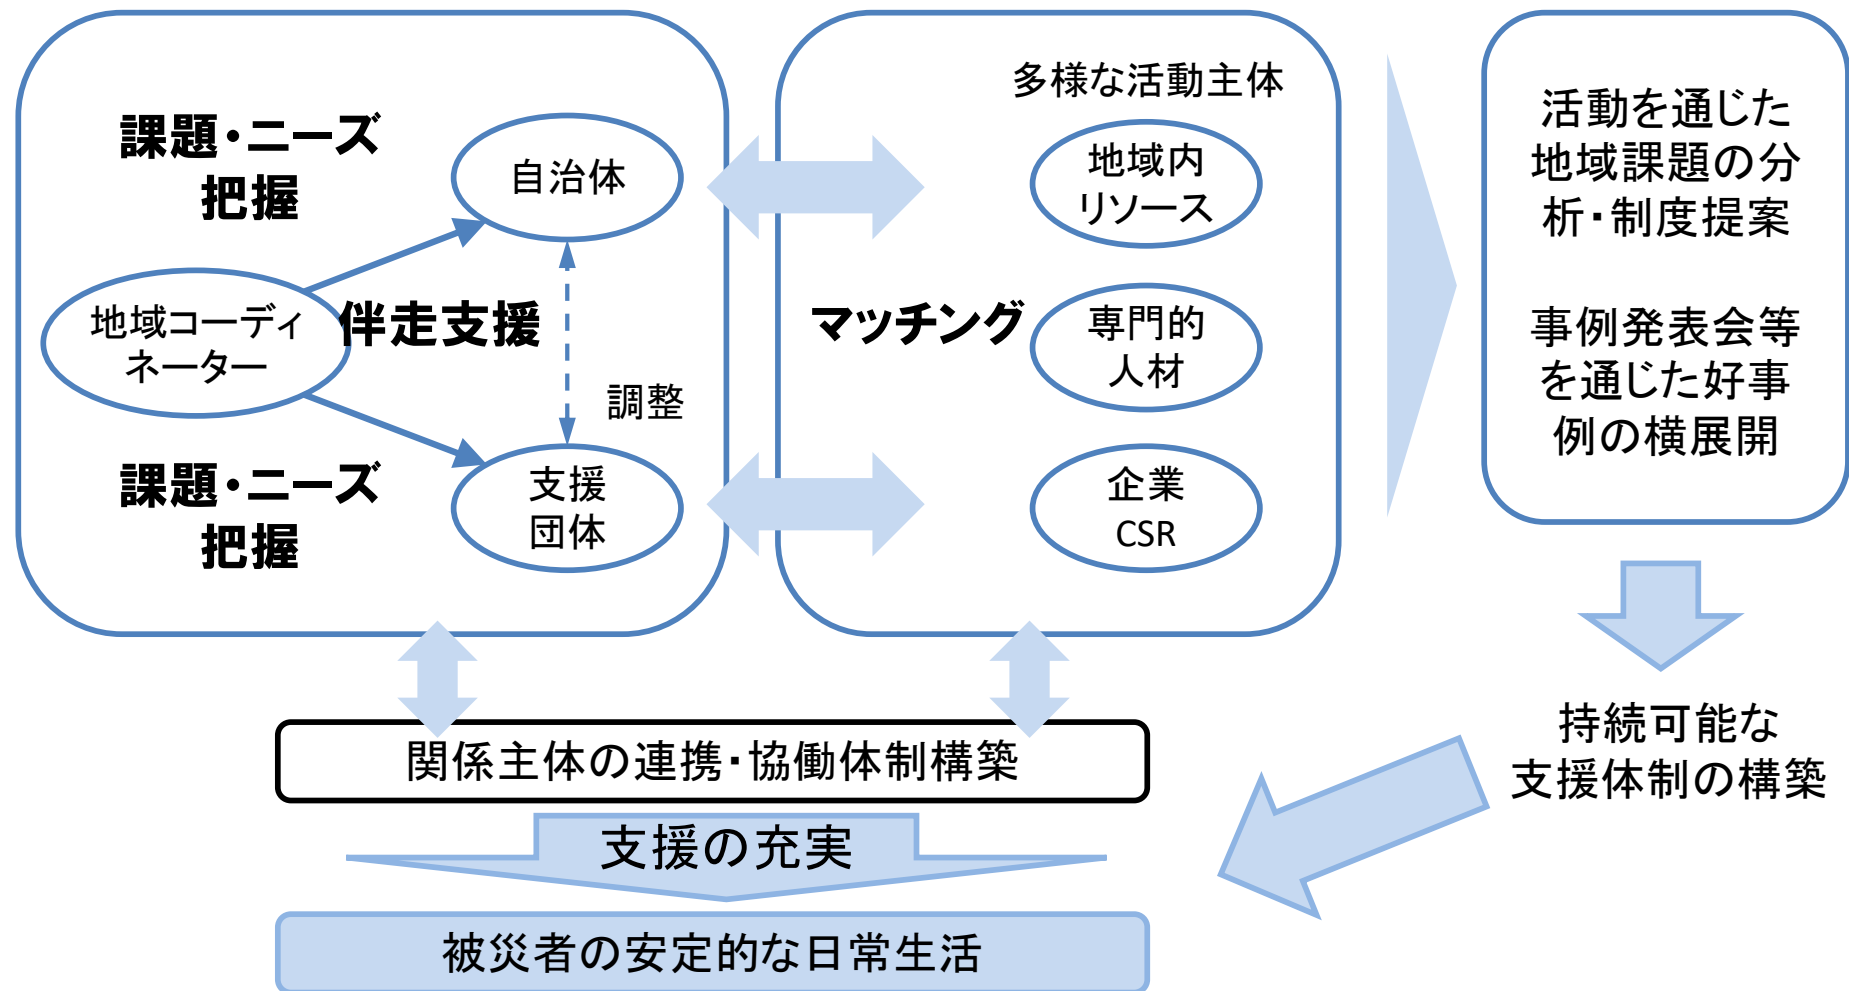 課題・ニーズ
把握
自治体
地域コーディ
ネーター
伴走支援
調整
課題・ニーズ
把握
支援
団体
多様な活動主体
地域内
リソース
マッチング
専門的
人材
企業
CSR
活動を通じた
地域課題の分
析・制度提案
事例発表会等
を通じた好事
例の横展開
持続可能な
支援体制の構築
関係主体の連携・協働体制構築
支援の充実
被災者の安定的な日常生活